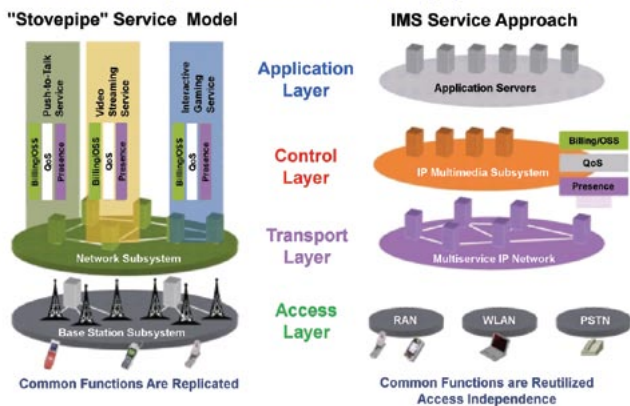 "Stovepipe" Service Model
Push-to-Talk
Service
Video
Streaming
Service
Interactive
Gaming
Service
Billing/OSS
QoS
Presence
Billing/OSS
QoS
Presence
Billing/OSS
QoS
Presence
Network Subsystem
Base Station Subsystem
Common Functions Are Replicated
Application
Layer
Control
Layer
Transport
Layer
Access
Layer
IMS Service Approach
Application Servers
IP Multimedia Subsystem
Billing/OSS
QoS
Presence
Multiservice IP Network
RAN
WLAN
PSTN
Common Functions are Reutilized
Access Independence